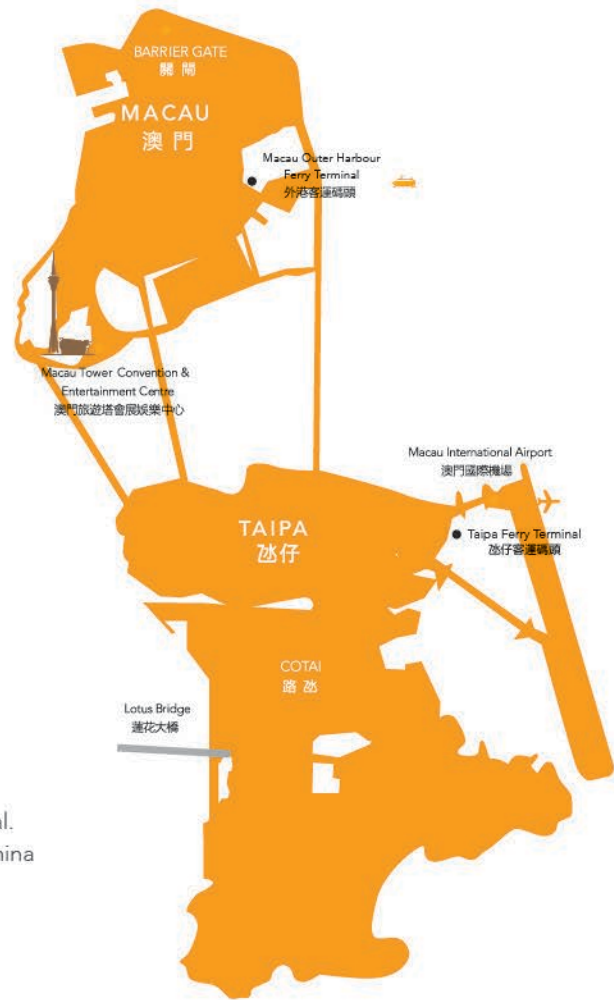 BARRIER GATE
關閘
MACAU
澳門
Macau Outer Harbour
Ferry Terminal
外港客運碼頭
Macau Tower Convention &
Entertainment Centre
澳門旅遊塔會展娛樂中心
Macau International Airport
澳門國際機場
TAIPA
氹仔
Taipa Ferry Terminal
氹仔客運碼頭
COTAI
路氹
Lotus Bridge
蓮花大橋
al.
hina